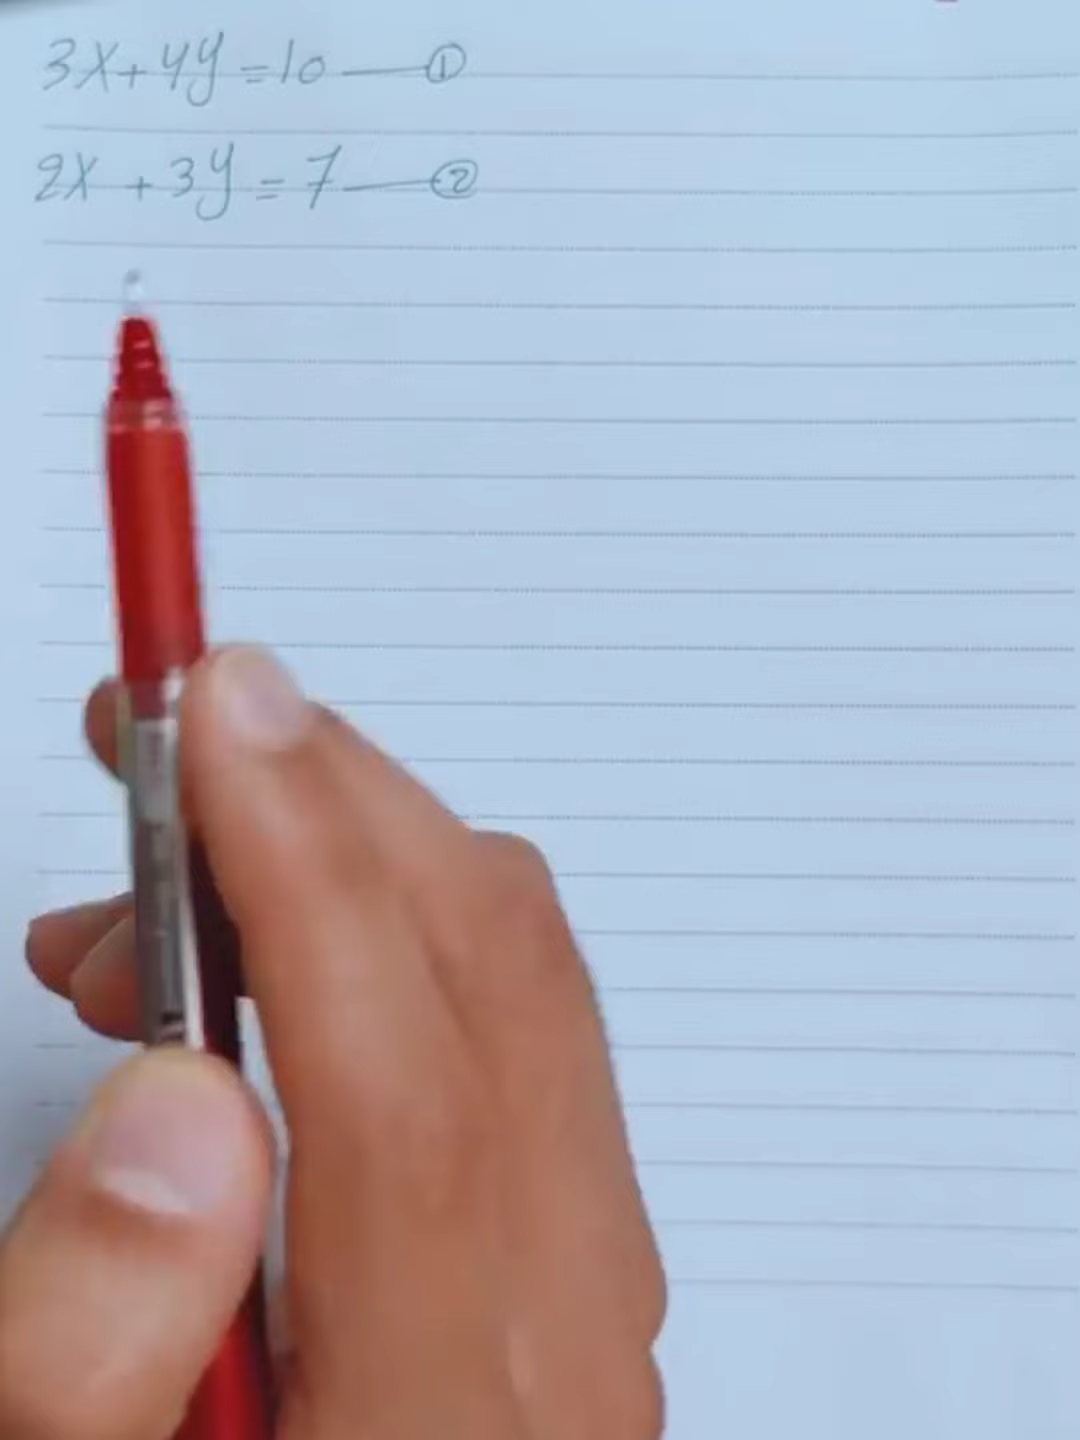 3x+4y=10 — ①
2x+3y=7 — ②